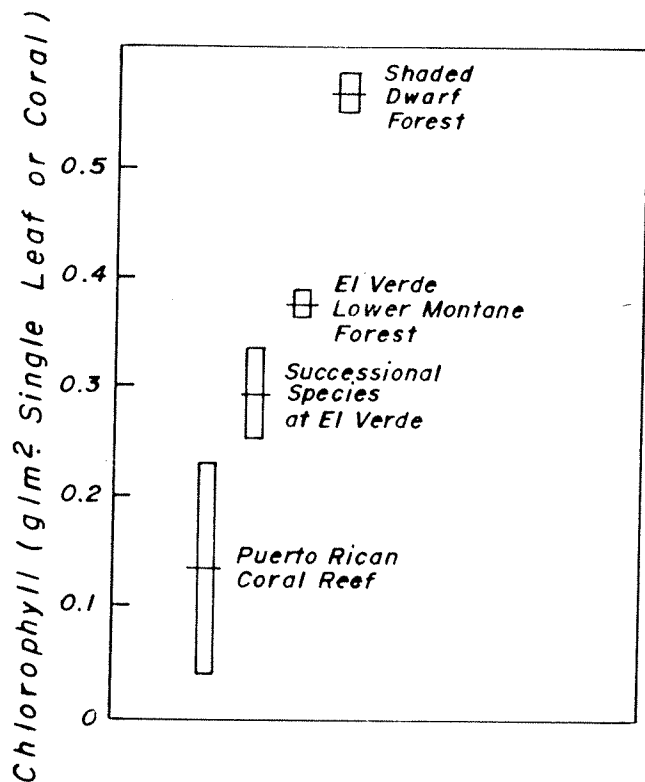 Chlorophyll (g/m2 Single Leaf or Coral)
0.5
0.4
0.3
0.2
0.1
0
Shaded
Dwarf
Forest
El Verde
Lower Montane
Forest
Successional
Species
at El Verde
Puerto Rican
Coral Reef